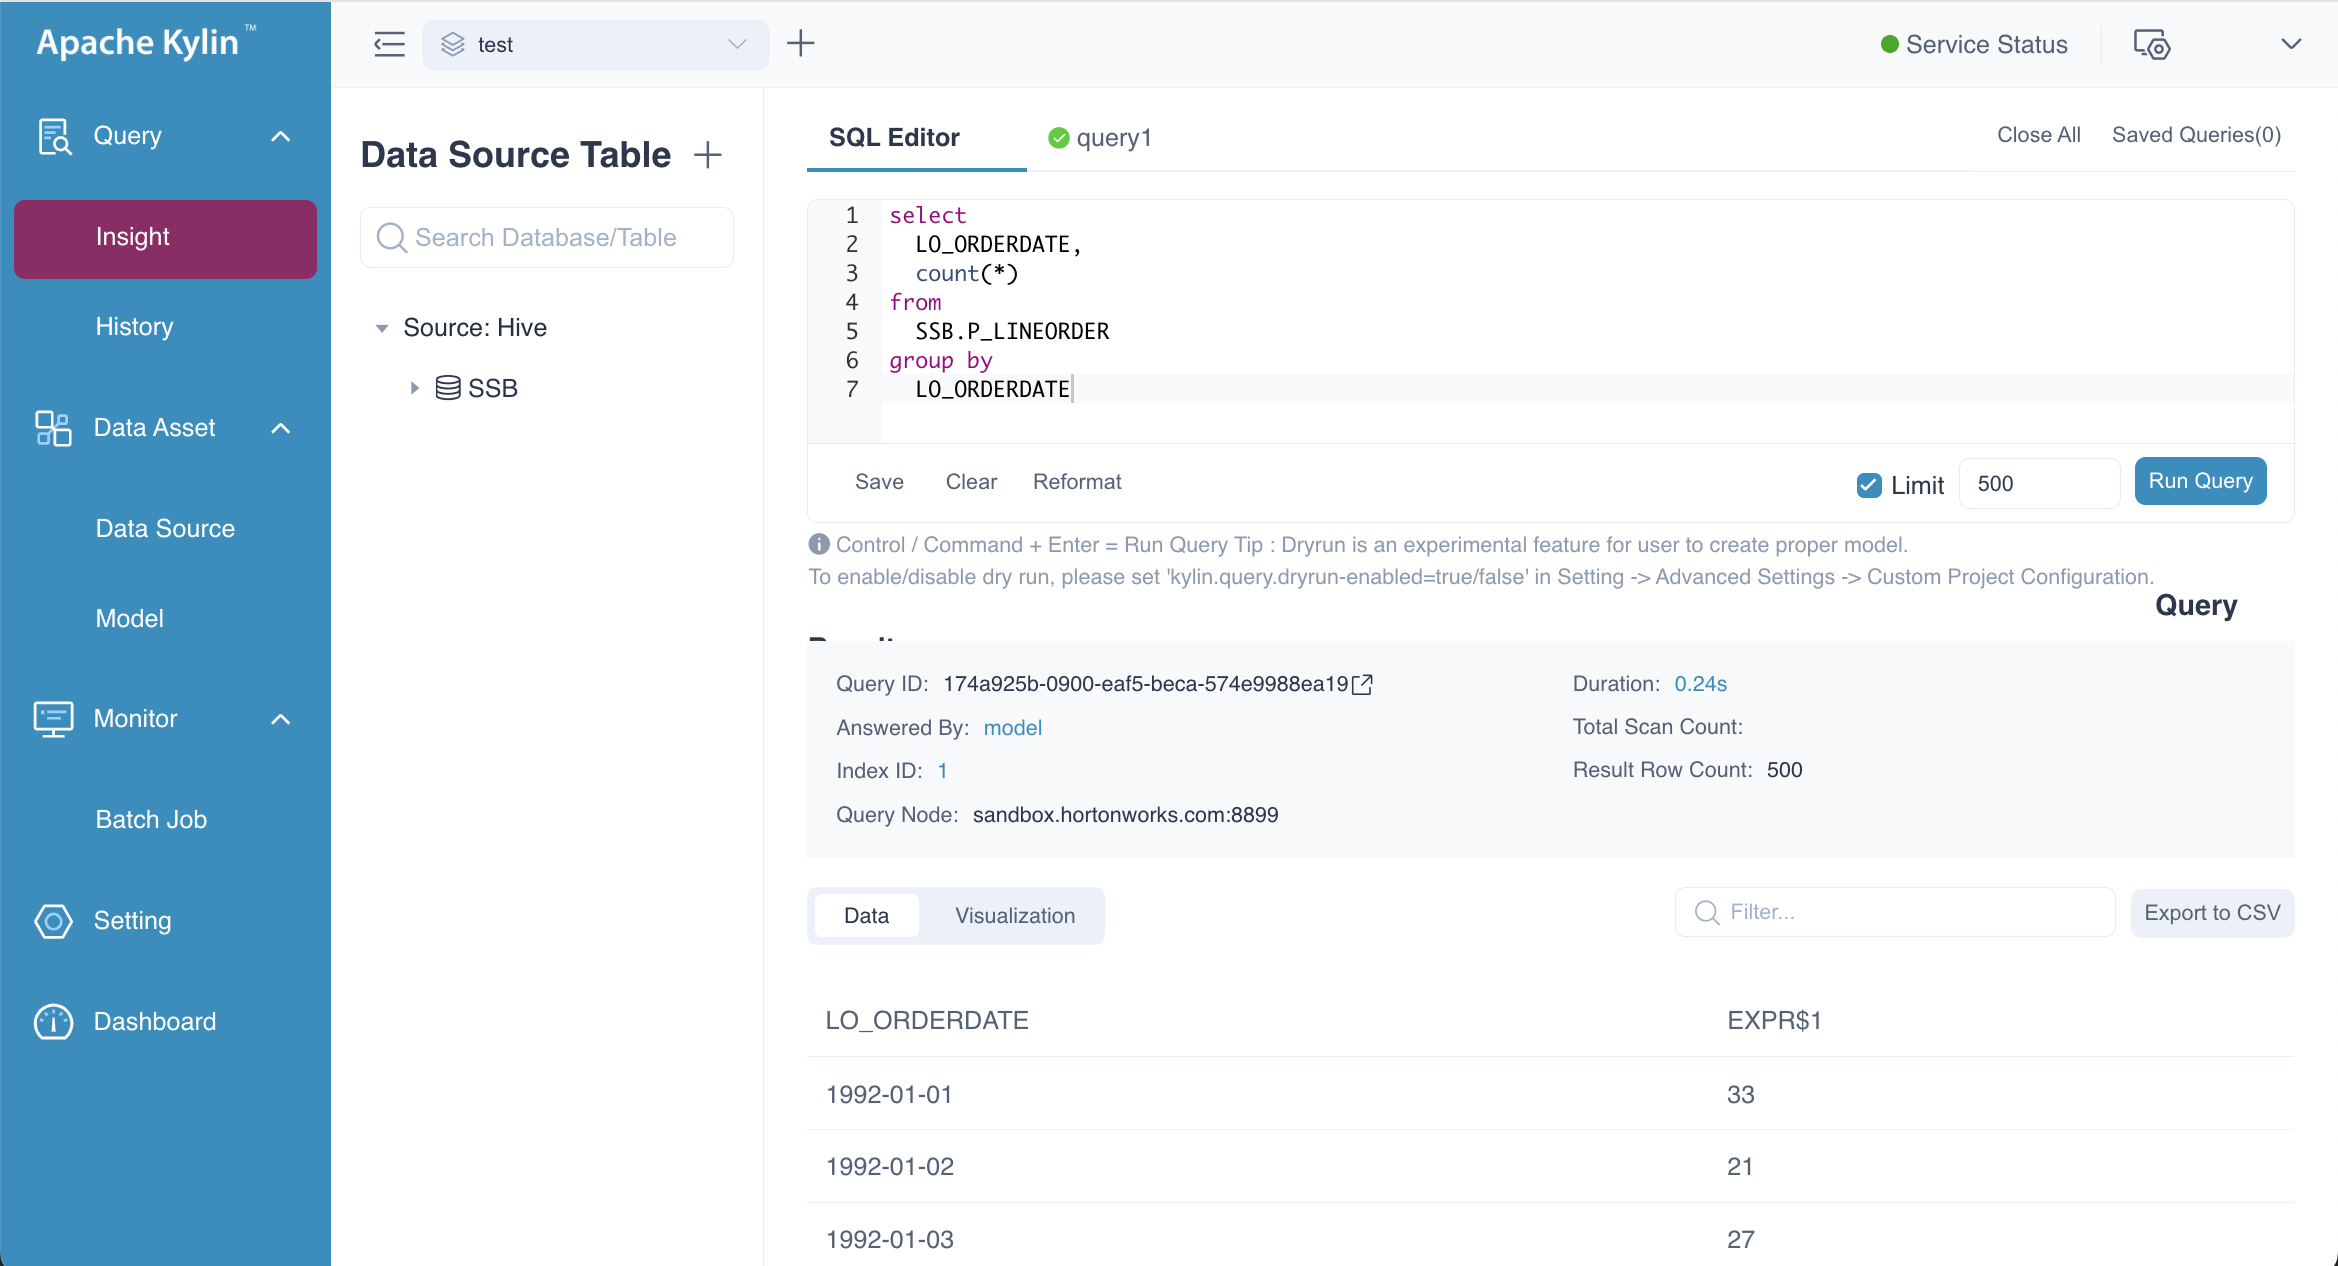 Apache Kylin ™
test
Service Status
Query
Insight
History
Data Asset
Data Source
Model
Monitor
Batch Job
Setting
Dashboard
Data Source Table
Search Database/Table
Source: Hive
SSB
SQL Editor
query1
Close All
Saved Queries(0)
1 select
2 LO_ORDERDATE,
3 count(*)
4 from
5 SSB.P_LINEORDER
6 group by
7 LO_ORDERDATE
Save
Clear
Reformat
Limit
500
Run Query
Control / Command + Enter = Run Query Tip : Dryrun is an experimental feature for user to create proper model.
To enable/disable dry run, please set 'kylin.query.dryrun-enabled=true/false' in Setting -> Advanced Settings -> Custom Project Configuration.
Query
Query ID: 174a925b-0900-eaf5-beca-574e9988ea19
Duration: 0.24s
Answered By: model
Total Scan Count:
Index ID: 1
Result Row Count: 500
Query Node: sandbox.hortonworks.com:8899
Data
Visualization
Filter...
Export to CSV
LO_ORDERDATE EXPR$1
1992-01-01 33
1992-01-02 21
1992-01-03 27